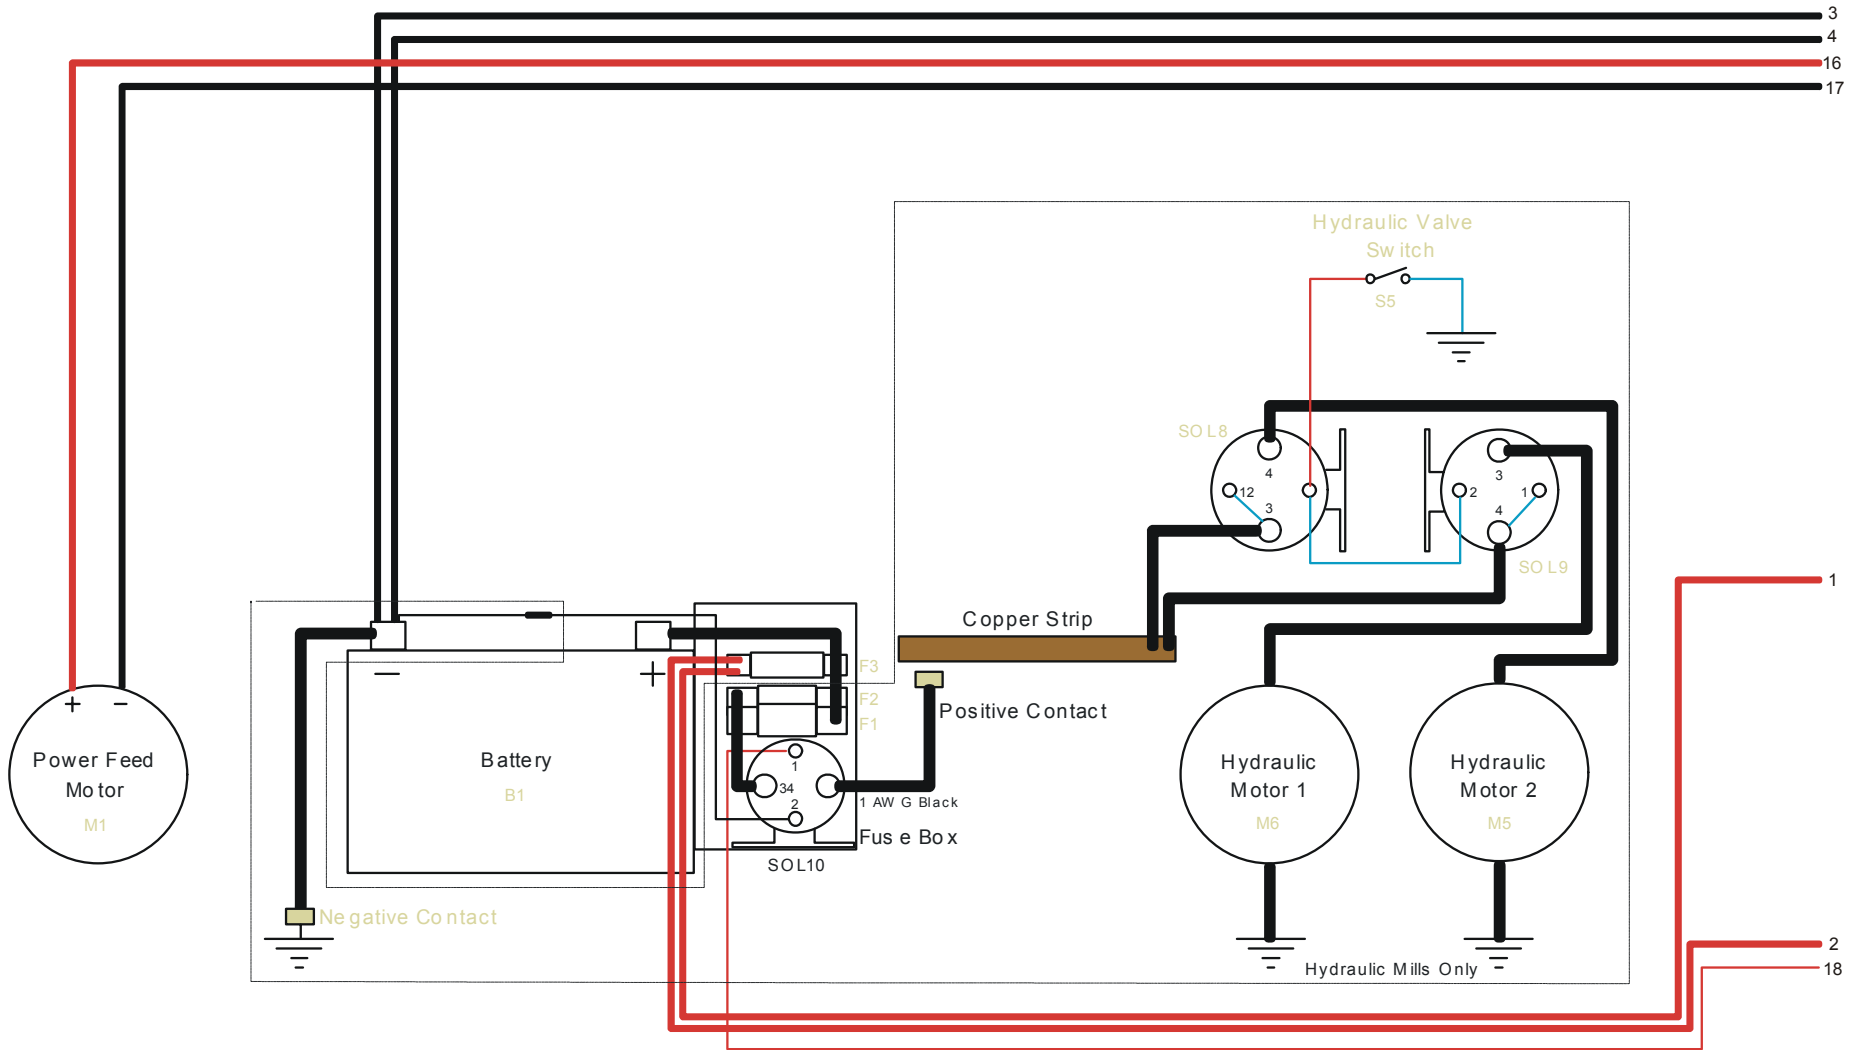 3
4
16
17
Hydraulic Valve
Switch
S5
SOL8
4
12
3
3
2
1
4
SOL9
1
Copper Strip
−
+
F3
F2
F1
Positive Contact
+ −
Power Feed
Motor
M1
Battery
B1
1
34
2
1 AWG Black
Fuse Box
SOL10
Hydraulic
Motor 1
M6
Hydraulic
Motor 2
M5
Negative Contact
Hydraulic Mills Only
2
18